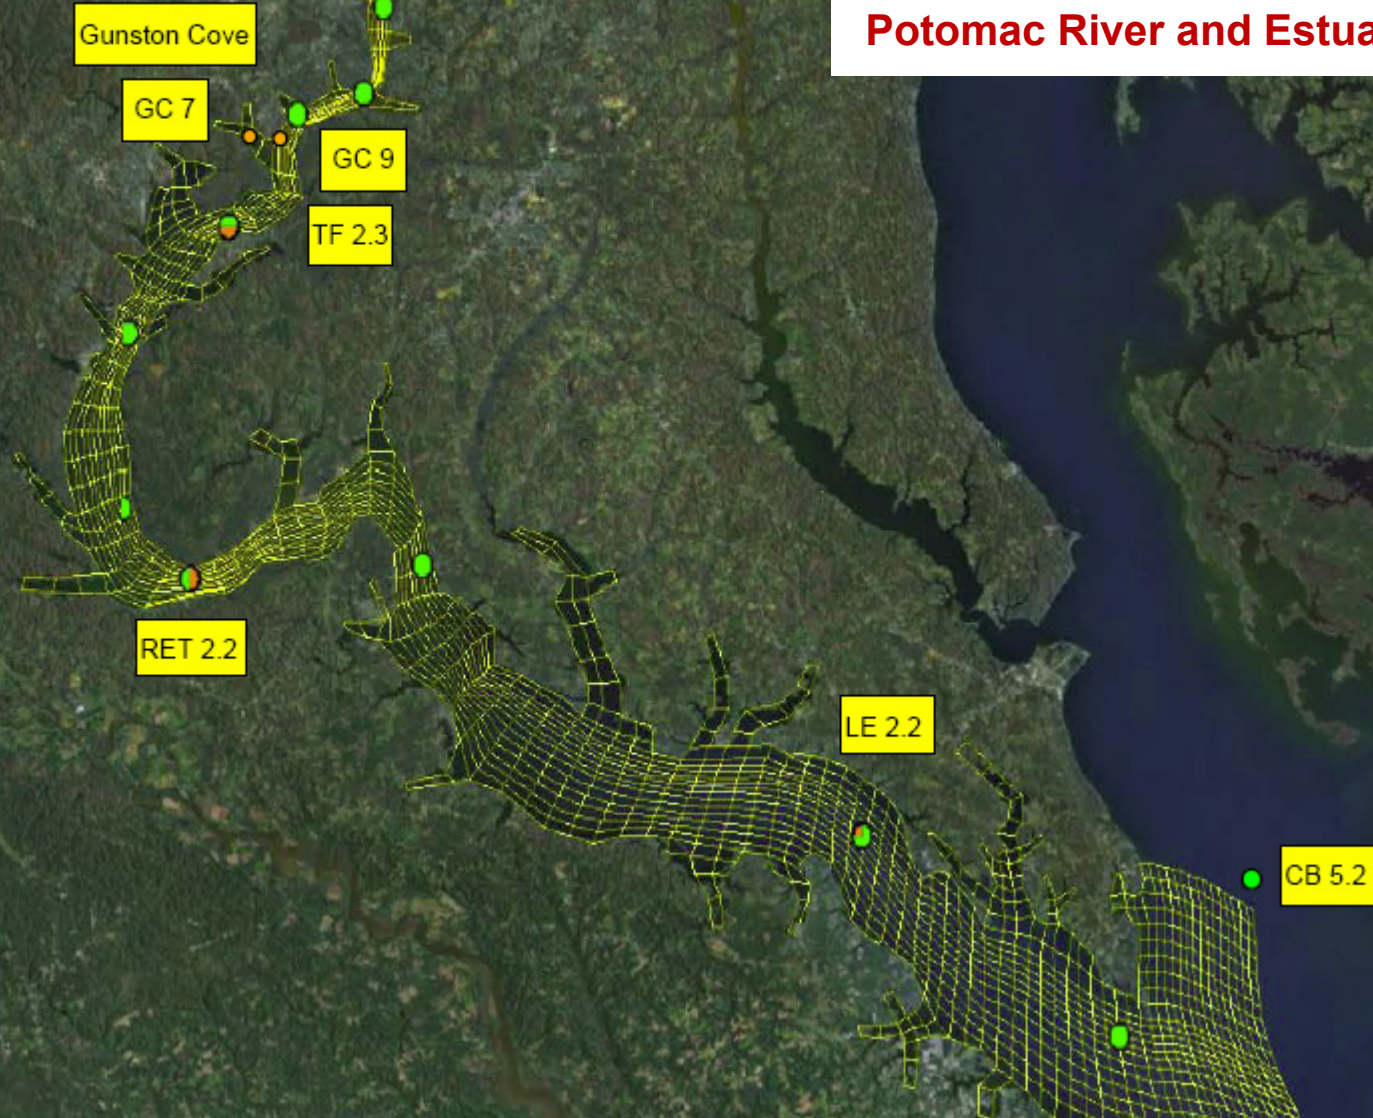 Potomac River and Estua
Gunston Cove
GC 7
GC 9
TF 2.3
RET 2.2
LE 2.2
CB 5.2